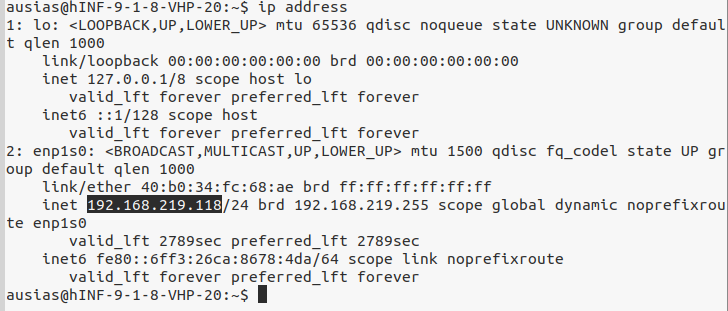 ausias@hINF-9-1-8-VHP-20:~$ ip address
1: lo: <LOOPBACK,UP,LOWER_UP> mtu 65536 qdisc noqueue state UNKNOWN group defaul
t qlen 1000
    link/loopback 00:00:00:00:00:00 brd 00:00:00:00:00:00
    inet 127.0.0.1/8 scope host lo
       valid_lft forever preferred_lft forever
    inet6 ::1/128 scope host
       valid_lft forever preferred_lft forever
2: enp1s0: <BROADCAST,MULTICAST,UP,LOWER_UP> mtu 1500 qdisc fq_codel state UP gr
oup default qlen 1000
    link/ether 40:b0:34:fc:68:ae brd ff:ff:ff:ff:ff:ff
    inet 192.168.219.118/24 brd 192.168.219.255 scope global dynamic noprefixrou
te enp1s0
       valid_lft 2789sec preferred_lft 2789sec
    inet6 fe80::6ff3:26ca:8678:4da/64 scope link noprefixroute
       valid_lft forever preferred_lft forever
ausias@hINF-9-1-8-VHP-20:~$